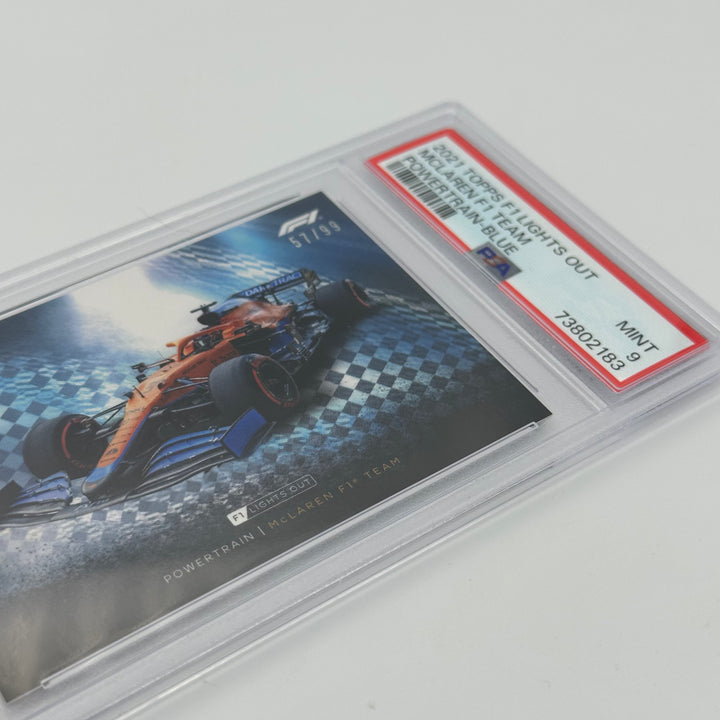 2021 TOPPS F1 LIGHTS OUT
MCLAREN F1 TEAM
POWERTRAIN-BLUE
PSA
MINT
9
73802183
F1
57/99
F1 LIGHTS OUT
POWERTRAIN | McLAREN F1® TEAM